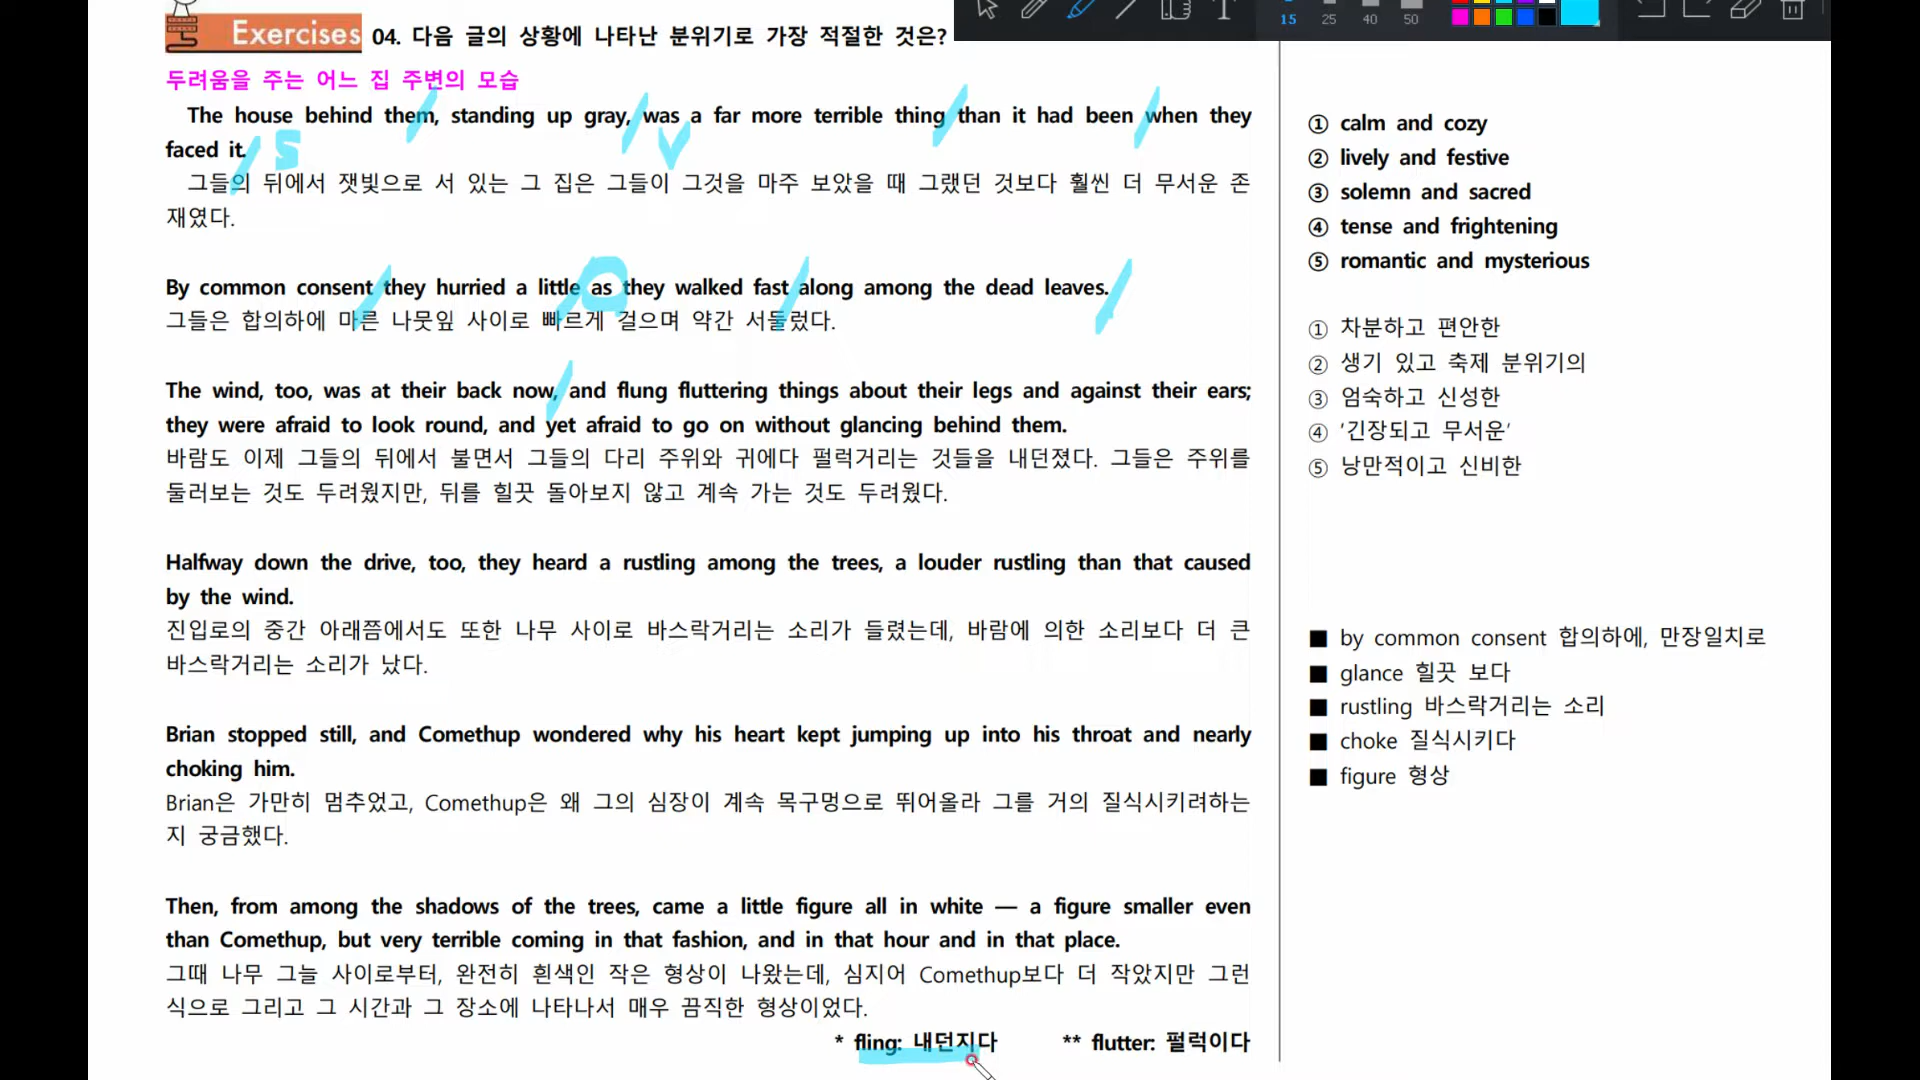 Exercises 04. 다음 글의 상황에 나타난 분위기로 가장 적절한 것은?
15 25 40 50
두려움을 주는 어느 집 주변의 모습
The house behind them, standing up gray, was a far more terrible thing than it had been when they
faced it.
S V
그들의 뒤에서 잿빛으로 서 있는 그 집은 그들이 그것을 마주 보았을 때 그랬던 것보다 훨씬 더 무서운 존
재였다.
By common consent they hurried a little as they walked fast along among the dead leaves.
그들은 합의하에 마른 나뭇잎 사이로 빠르게 걸으며 약간 서둘렀다.
The wind, too, was at their back now, and flung fluttering things about their legs and against their ears;
they were afraid to look round, and yet afraid to go on without glancing behind them.
바람도 이제 그들의 뒤에서 불면서 그들의 다리 주위와 귀에다 펄럭거리는 것들을 내던졌다. 그들은 주위를
둘러보는 것도 두려웠지만, 뒤를 힐끗 돌아보지 않고 계속 가는 것도 두려웠다.
Halfway down the drive, too, they heard a rustling among the trees, a louder rustling than that caused
by the wind.
진입로의 중간 아래쯤에서도 또한 나무 사이로 바스락거리는 소리가 들렸는데, 바람에 의한 소리보다 더 큰
바스락거리는 소리가 났다.
Brian stopped still, and Comethup wondered why his heart kept jumping up into his throat and nearly
choking him.
Brian은 가만히 멈추었고, Comethup은 왜 그의 심장이 계속 목구멍으로 뛰어올라 그를 거의 질식시키려하는
지 궁금했다.
Then, from among the shadows of the trees, came a little figure all in white — a figure smaller even
than Comethup, but very terrible coming in that fashion, and in that hour and in that place.
그때 나무 그늘 사이로부터, 완전히 흰색인 작은 형상이 나왔는데, 심지어 Comethup보다 더 작았지만 그런
식으로 그리고 그 시간과 그 장소에 나타나서 매우 끔직한 형상이었다.
* fling: 내던지다 ** flutter: 펄럭이다
① calm and cozy
② lively and festive
③ solemn and sacred
④ tense and frightening
⑤ romantic and mysterious
① 차분하고 편안한
② 생기 있고 축제 분위기의
③ 엄숙하고 신성한
④ '긴장되고 무서운'
⑤ 낭만적이고 신비한
■ by common consent 합의하에, 만장일치로
■ glance 힐끗 보다
■ rustling 바스락거리는 소리
■ choke 질식시키다
■ figure 형상